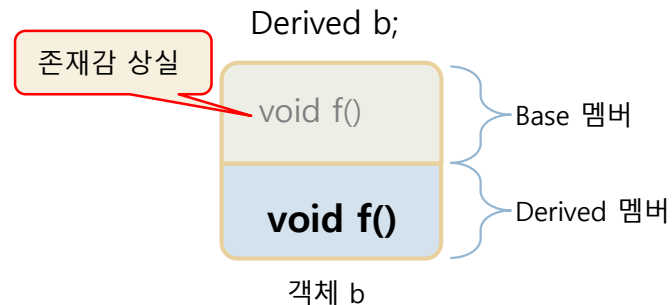 Derived b;
존재감 상실
void f()
Base 멤버
void f()
Derived 멤버
객체 b